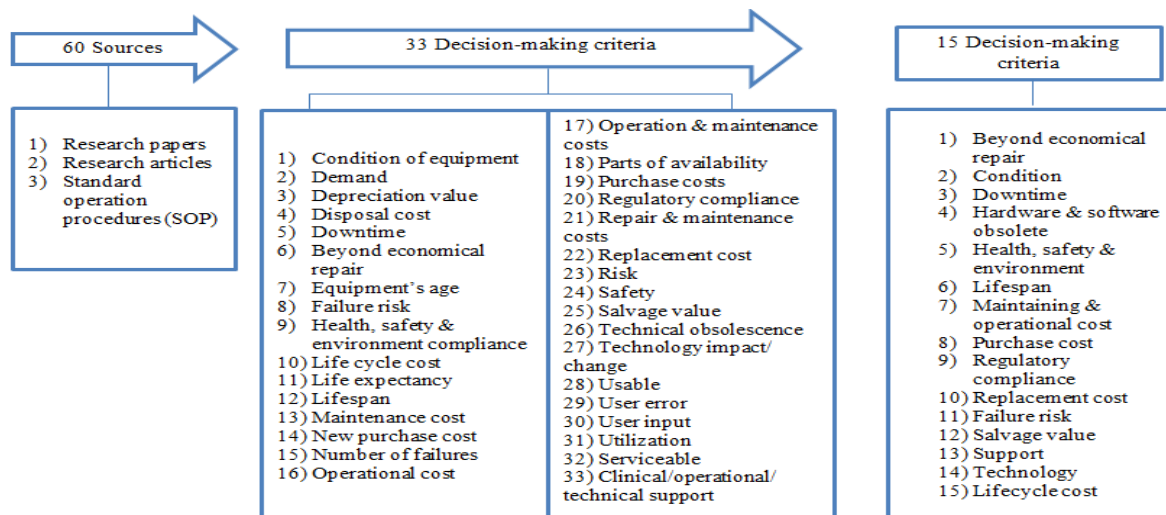 60 Sources
1) Research papers
2) Research articles
3) Standard
operation
procedures (SOP)
33 Decision-making criteria
1) Condition of equipment
2) Demand
3) Depreciation value
4) Disposal cost
5) Downtime
6) Beyond economical
repair
7) Equipment's age
8) Failure risk
9) Health, safety &
environment compliance
10) Life cycle cost
11) Life expectancy
12) Lifespan
13) Maintenance cost
14) New purchase cost
15) Number of failures
16) Operational cost
17) Operation & maintenance
costs
18) Parts of availability
19) Purchase costs
20) Regulatory compliance
21) Repair & maintenance
costs
22) Replacement cost
23) Risk
24) Safety
25) Salvage value
26) Technical obsolescence
27) Technology impact/
change
28) Usable
29) User error
30) User input
31) Utilization
32) Serviceable
33) Clinical/operational/
technical support
15 Decision-making
criteria
1) Beyond economical
repair
2) Condition
3) Downtime
4) Hardware & software
obsolete
5) Health, safety &
environment
6) Lifespan
7) Maintaining &
operational cost
8) Purchase cost
9) Regulatory
compliance
10) Replacement cost
11) Failure risk
12) Salvage value
13) Support
14) Technology
15) Lifecycle cost